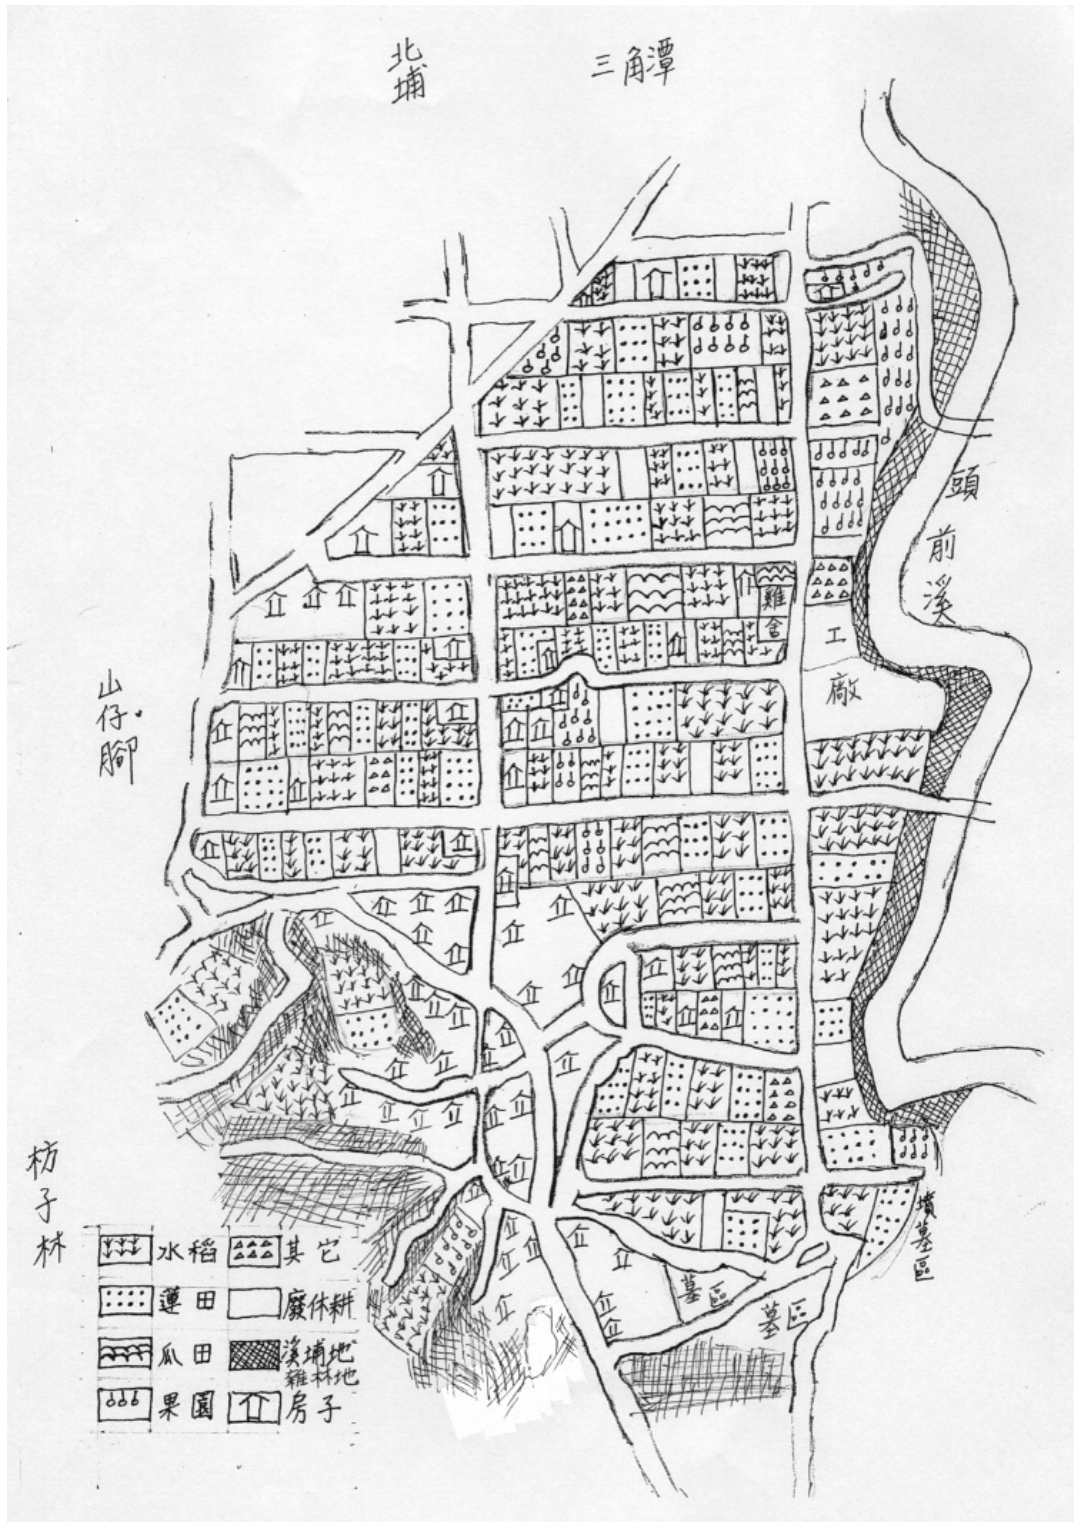 北埔
三角潭
頭前溪
雞舍
工廠
山仔腳
枋子林
墳墓區
墓區
墓區
水稻
其它
蓮田
廢休耕
瓜田
溪埔地
雜林地
果園
房子